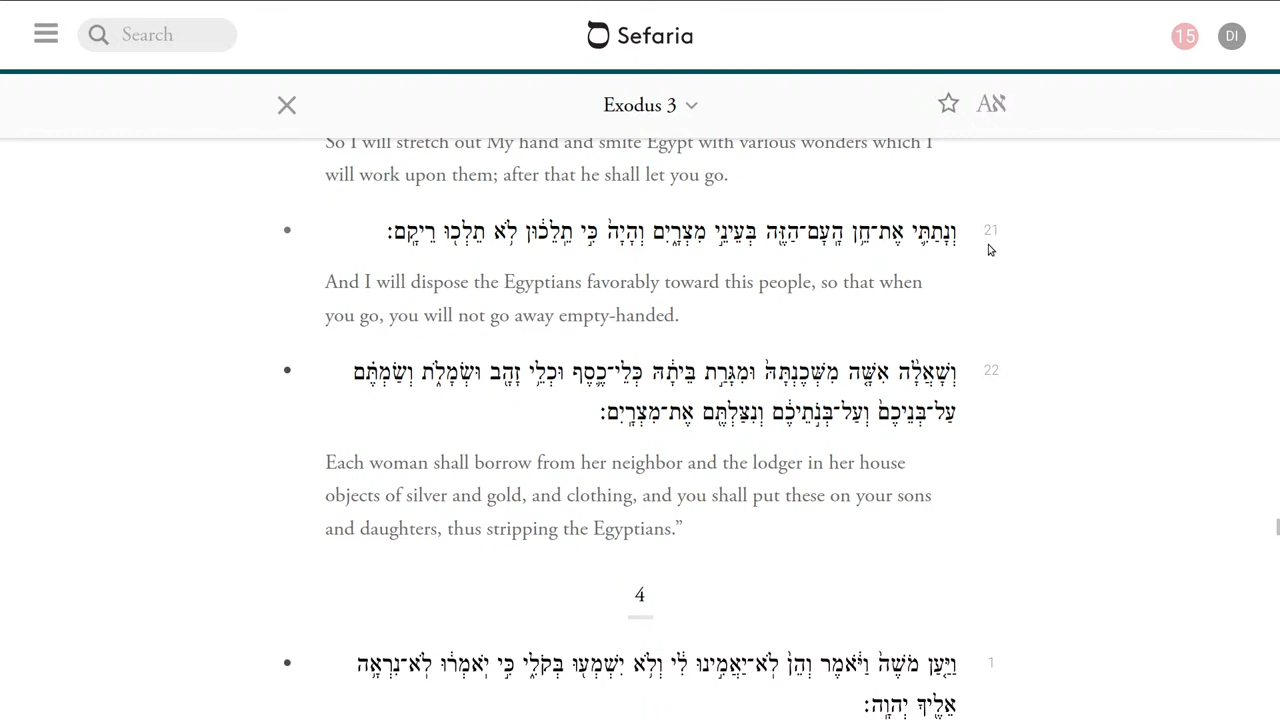 Search
Sefaria
15
DI
Exodus 3
So I will stretch out My hand and smite Egypt with various wonders which I
will work upon them; after that he shall let you go.
21
וְנָתַתִּ֛י אֶת־חֵ֥ן הָֽעָם־הַזֶּ֖ה בְּעֵינֵ֣י מִצְרָ֑יִם וְהָיָה֙ כִּ֣י תֵֽלֵכ֔וּן לֹ֥א תֵלְכ֖וּ רֵיקָֽם׃
And I will dispose the Egyptians favorably toward this people, so that when
you go, you will not go away empty-handed.
22
וְשָׁאֲלָ֨ה אִשָּׁ֤ה מִשְּׁכֶנְתָּהּ֙ וּמִגָּרַ֣ת בֵּיתָ֔הּ כְּלֵי־כֶ֛סֶף וּכְלֵ֥י זָהָ֖ב וּשְׂמָלֹ֑ת וְשַׂמְתֶּ֗ם
עַל־בְּנֵיכֶם֙ וְעַל־בְּנֹ֣תֵיכֶ֔ם וְנִצַּלְתֶּ֖ם אֶת־מִצְרָֽיִם׃
Each woman shall borrow from her neighbor and the lodger in her house
objects of silver and gold, and clothing, and you shall put these on your sons
and daughters, thus stripping the Egyptians.”
4
1
וַיַּ֤עַן מֹשֶׁה֙ וַיֹּ֔אמֶר וְהֵן֙ לֹֽא־יַאֲמִ֣ינוּ לִ֔י וְלֹ֥א יִשְׁמְע֖וּ בְּקֹלִ֑י כִּ֣י יֹֽאמְר֔וּ לֹֽא־נִרְאָ֥ה
אֵלֶ֖יךָ יְהוָֽה׃